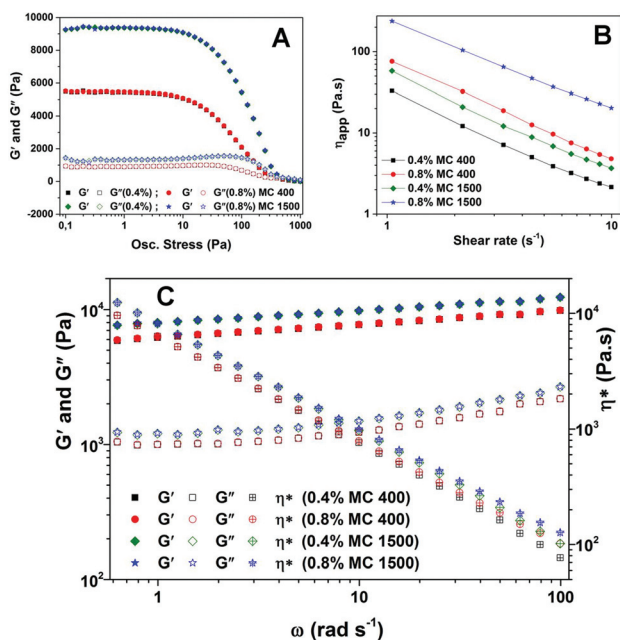 A
G′ and G″ (Pa)
10000
8000
6000
4000
2000
0
-2000
G′ G″(0.4%) ; G′ G″(0.8%) MC 400
G′ G″(0.4%) ; G′ G″(0.8%) MC 1500
0,1 1 10 100 1000
Osc. Stress (Pa)
B
ηapp (Pa.s)
100
10
1
0.4% MC 400
0.8% MC 400
0.4% MC 1500
0.8% MC 1500
1 10
Shear rate (s⁻¹)
C
G′ and G″ (Pa)
10⁴
10³
10²
η* (Pa.s)
10⁴
10³
10²
G′ G″ η* (0.4% MC 400)
G′ G″ η* (0.8% MC 400)
G′ G″ η* (0.4% MC 1500)
G′ G″ η* (0.8% MC 1500)
1 10 100
ω (rad s⁻¹)